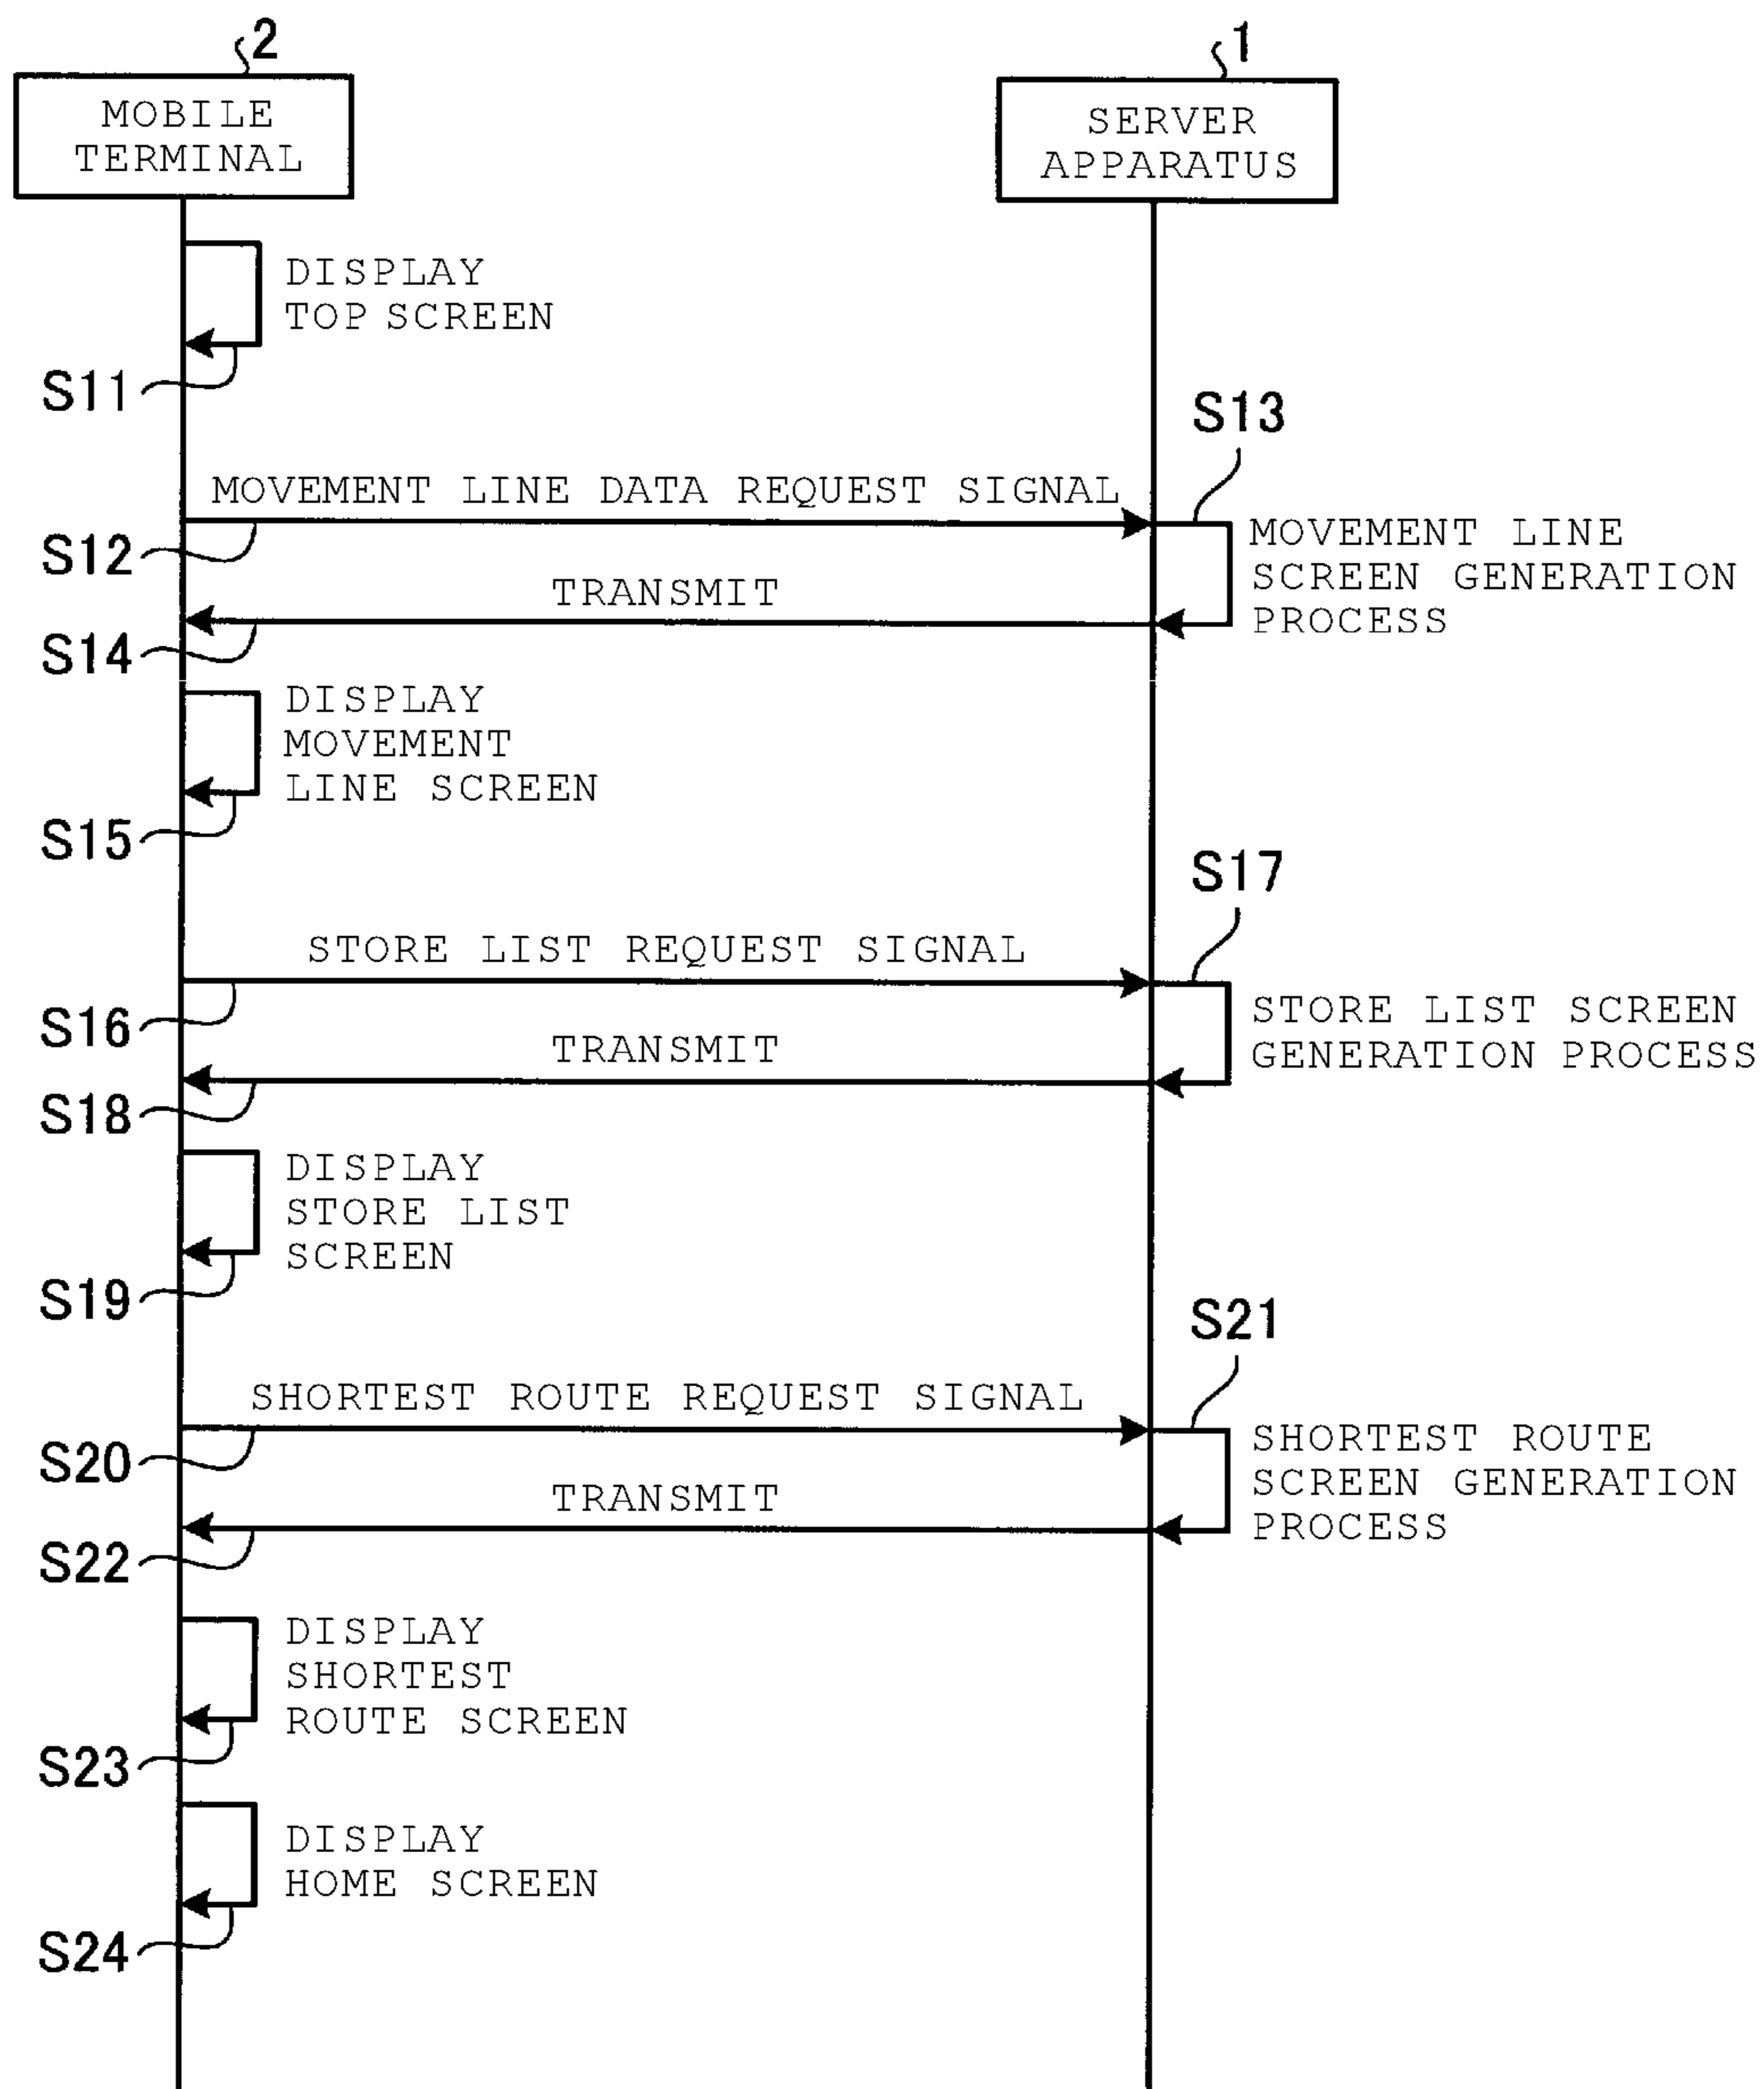 2
1
MOBILE
TERMINAL
SERVER
APPARATUS
DISPLAY
TOP SCREEN
S11
S13
MOVEMENT LINE DATA REQUEST SIGNAL
S12
MOVEMENT LINE
SCREEN GENERATION
PROCESS
TRANSMIT
S14
DISPLAY
MOVEMENT
LINE SCREEN
S15
S17
STORE LIST REQUEST SIGNAL
S16
STORE LIST SCREEN
GENERATION PROCESS
TRANSMIT
S18
DISPLAY
STORE LIST
SCREEN
S19
S21
SHORTEST ROUTE REQUEST SIGNAL
S20
SHORTEST ROUTE
SCREEN GENERATION
PROCESS
TRANSMIT
S22
DISPLAY
SHORTEST
ROUTE SCREEN
S23
DISPLAY
HOME SCREEN
S24